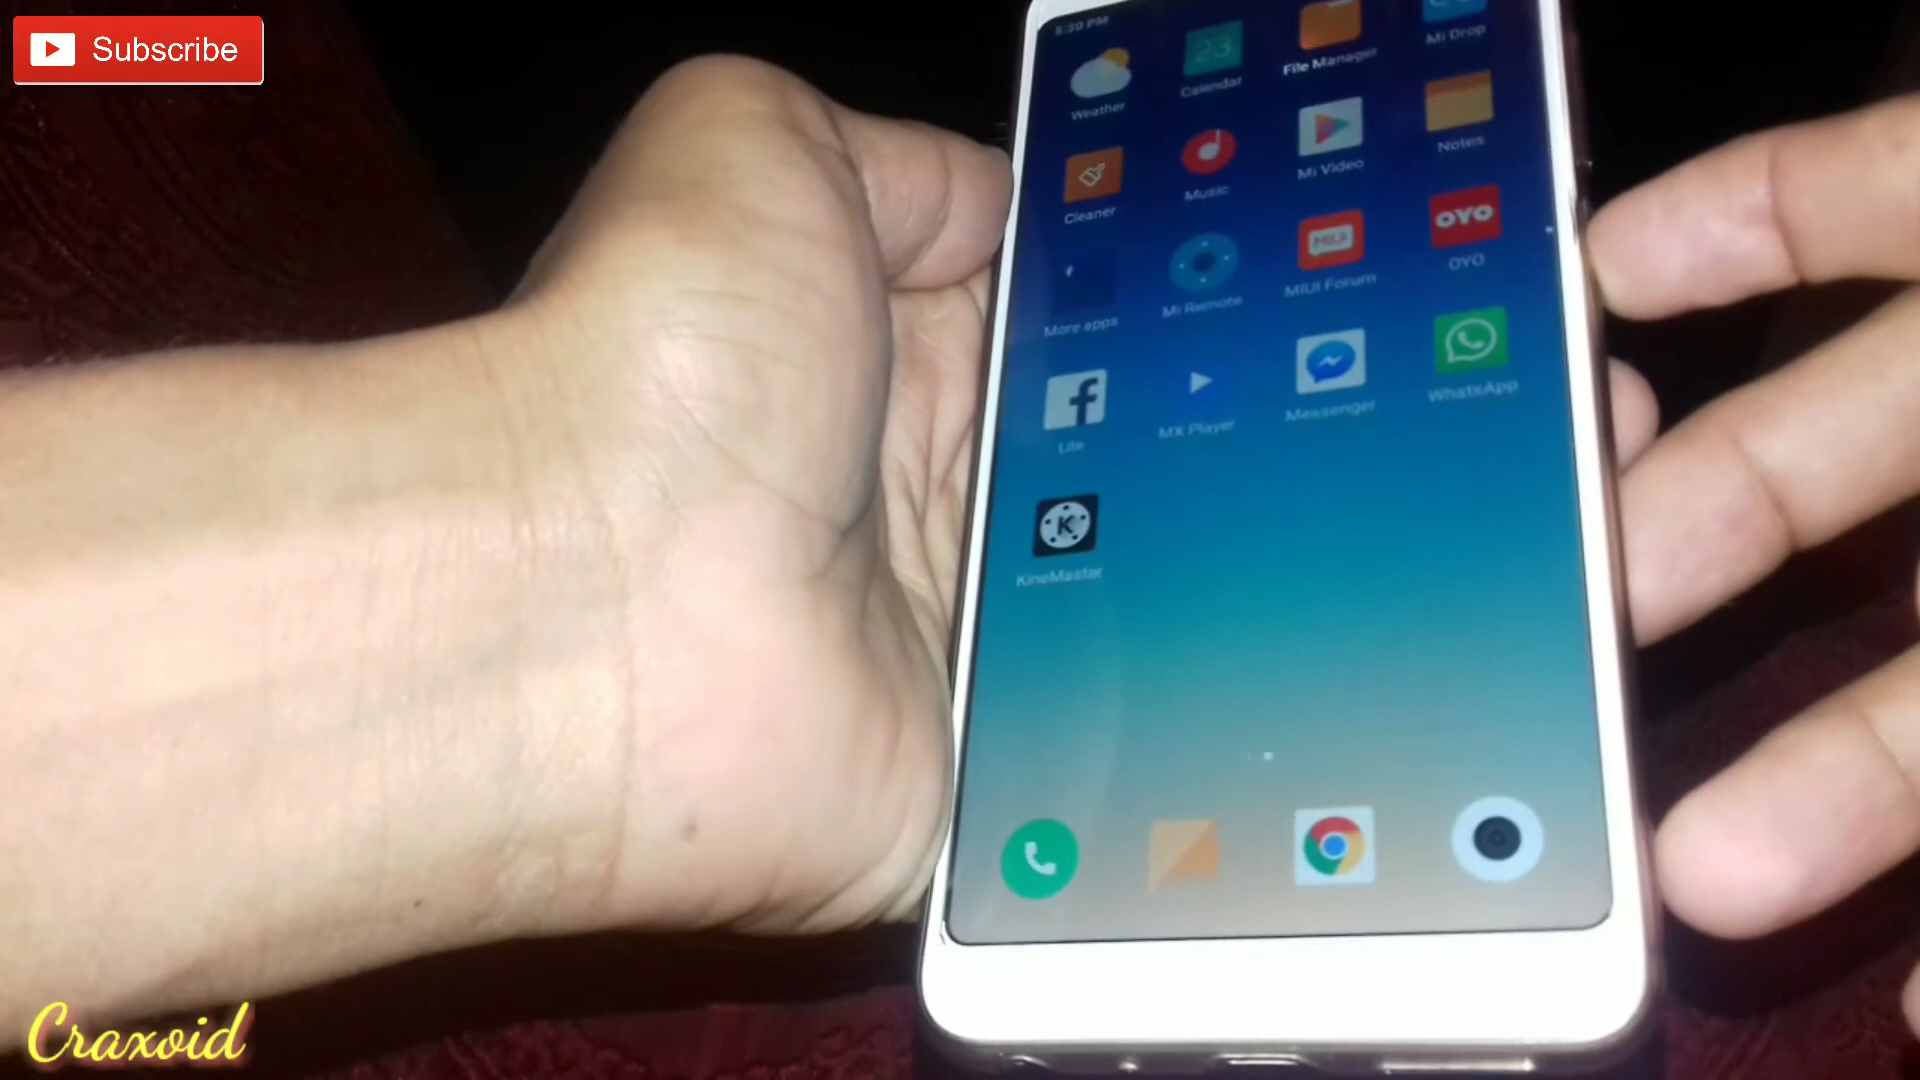 Subscribe
5:30 PM
Weather
Calendar
File Manager
Mi Drop
23
Cleaner
Music
Mi Video
Notes
More apps
Mi Remote
MIUI
MIUI Forum
OYO
OYO
f
Lite
MX Player
Messenger
WhatsApp
K
KineMaster
Craxoid